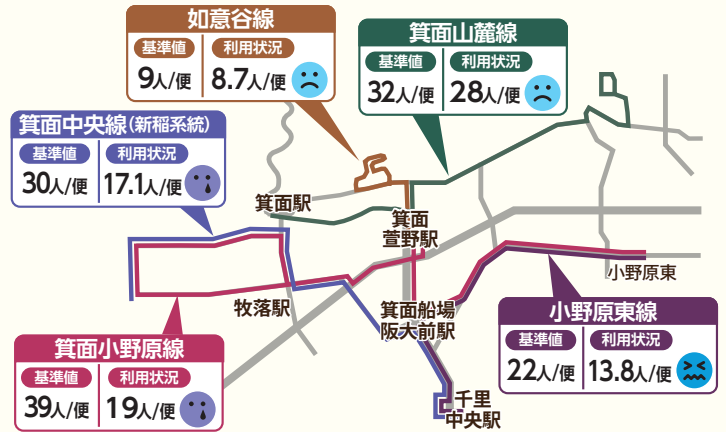 如意谷線
基準値 利用状況
9人/便 8.7人/便
箕面山麓線
基準値 利用状況
32人/便 28人/便
箕面中央線(新稲系統)
基準値 利用状況
30人/便 17.1人/便
箕面駅
箕面
萱野駅
小野原東
牧落駅
箕面船場
阪大前駅
小野原東線
基準値 利用状況
22人/便 13.8人/便
箕面小野原線
基準値 利用状況
39人/便 19人/便
千里
中央駅